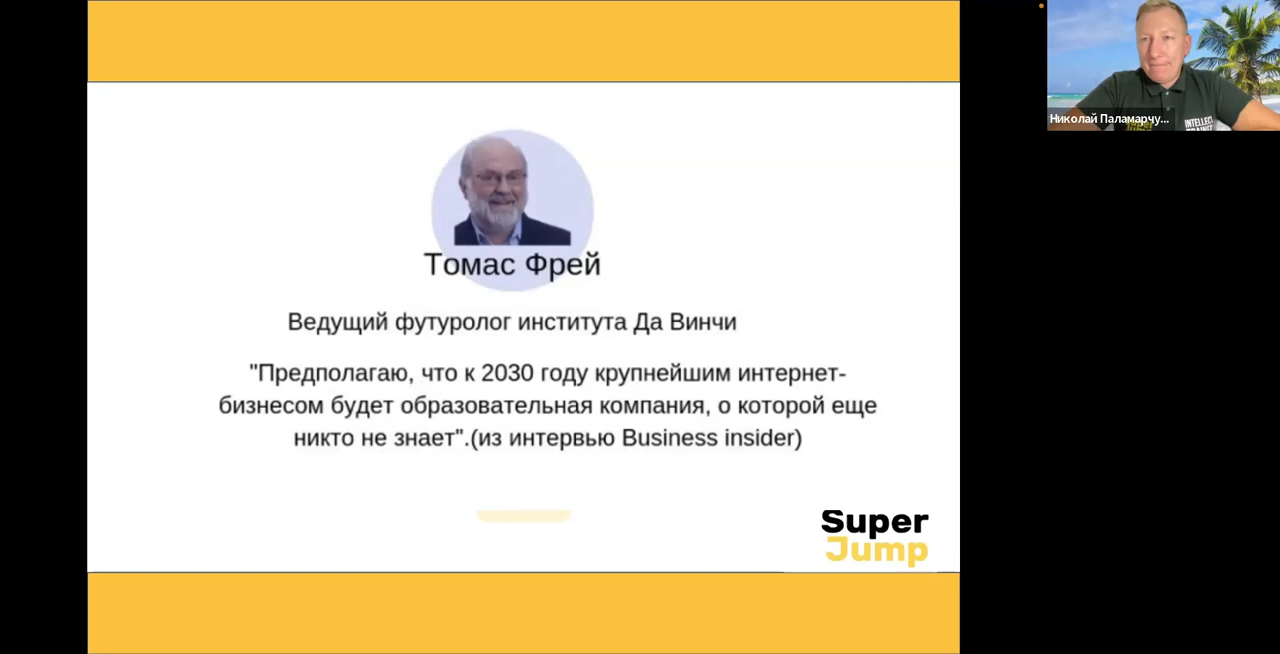 Томас Фрей
Ведущий футуролог института Да Винчи
"Предполагаю, что к 2030 году крупнейшим интернет-
бизнесом будет образовательная компания, о которой еще
никто не знает".(из интервью Business insider)
Super
Jump
Николай Паламарчу...
INTELLECT